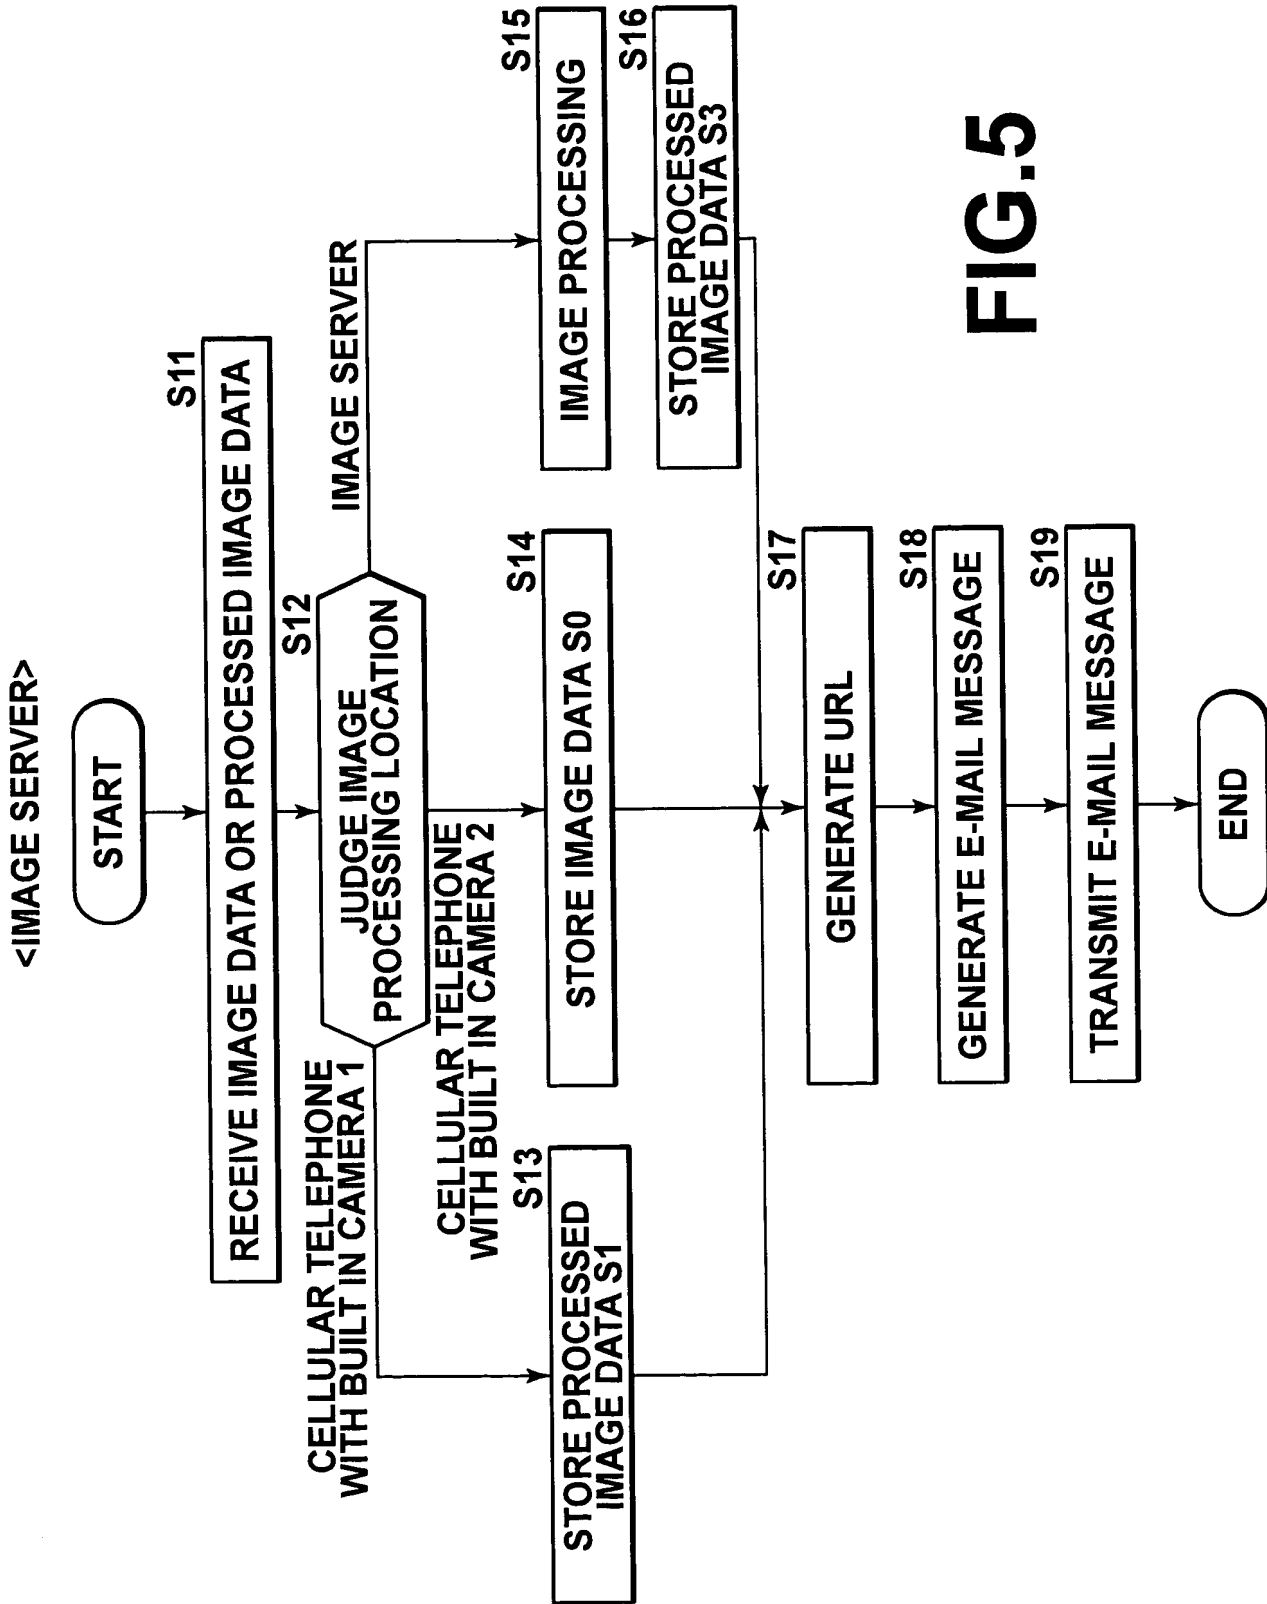 <IMAGE SERVER>
START
S11
RECEIVE IMAGE DATA OR PROCESSED IMAGE DATA
S12
JUDGE IMAGE
PROCESSING LOCATION
CELLULAR TELEPHONE
WITH BUILT IN CAMERA 1
CELLULAR TELEPHONE
WITH BUILT IN CAMERA 2
IMAGE SERVER
S13
STORE PROCESSED
IMAGE DATA S1
S14
STORE IMAGE DATA S0
S15
IMAGE PROCESSING
S16
STORE PROCESSED
IMAGE DATA S3
S17
GENERATE URL
S18
GENERATE E-MAIL MESSAGE
S19
TRANSMIT E-MAIL MESSAGE
END
FIG.5